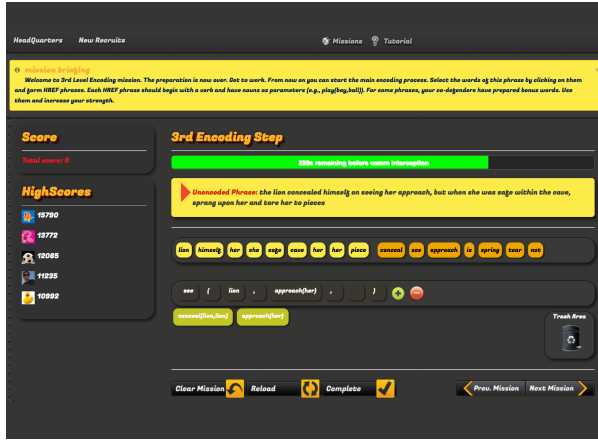 HeadQuarters New Recruits Missions Tutorial
mission briefing
Welcome to 3rd Level Encoding mission. The preparation is now over. Get to work. From now on you can start the main encoding process. Select the words of this phrase by clicking on them
and form HREF phrases. Each HREF phrase should begin with a verb and have nouns as parameters (e.g., play(boy,ball)). For some phrases, your co-defenders have prepared bonus words. Use
them and increase your strength.
Score
Total score: 0
HighScores
15790
13772
12065
11235
10992
3rd Encoding Step
228s remaining before comm interception
Unencoded Phrase: the lion concealed himself on seeing her approach, but when she was safe within the cave,
sprang upon her and tore her to pieces
lion himself her she safe cave her her piece conceal see approach is spring tear not
see ( lion , approach(her) , )
conceal(lion,lion) approach(her)
Trash Area
Clear Mission Reload Complete Prev. Mission Next Mission